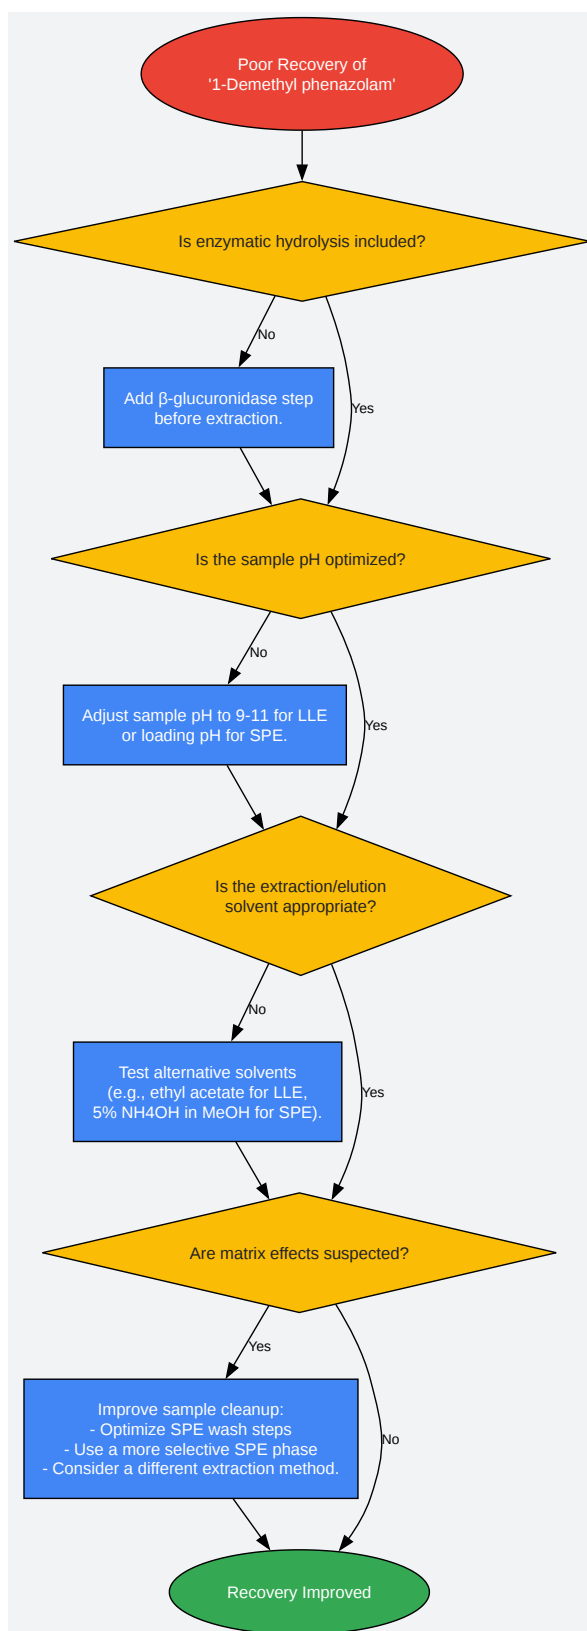 Poor Recovery of
'1-Demethyl phenazolam'
Is enzymatic hydrolysis included?
No
Add β-glucuronidase step
before extraction.
Yes
Is the sample pH optimized?
No
Adjust sample pH to 9-11 for LLE
or loading pH for SPE.
Yes
Is the extraction/elution
solvent appropriate?
No
Test alternative solvents
(e.g., ethyl acetate for LLE,
5% NH4OH in MeOH for SPE).
Yes
Are matrix effects suspected?
Yes
Improve sample cleanup:
- Optimize SPE wash steps
- Use a more selective SPE phase
- Consider a different extraction method.
No
Recovery Improved